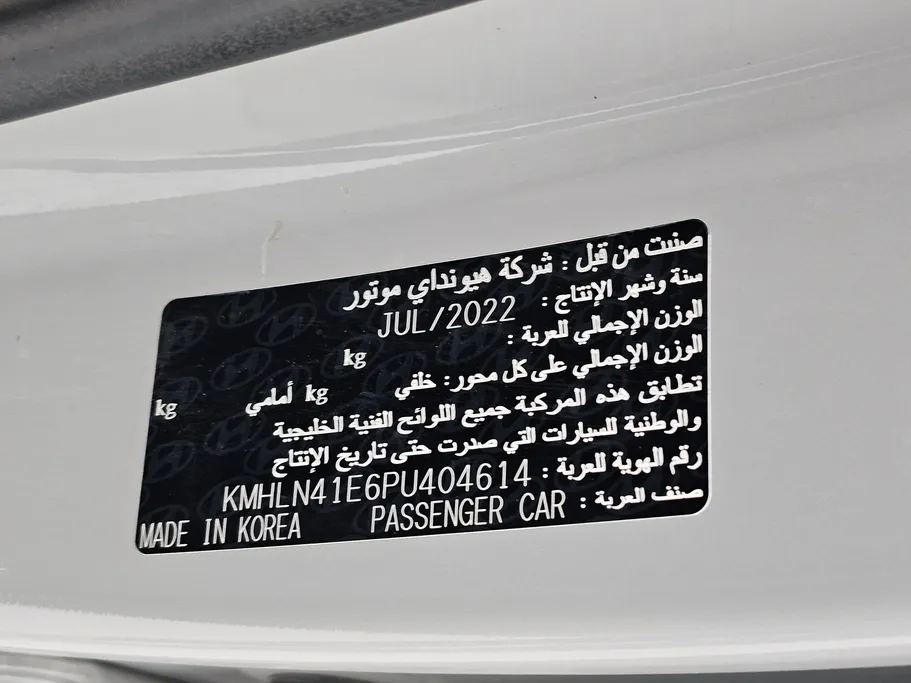 صنعت من قبل : شركة هيونداي موتور
سنة وشهر الإنتاج : JUL/2022
الوزن الإجمالي للعربة : kg
الوزن الإجمالي على كل محور: خلفي kg أمامي kg
تطابق هذه المركبة جميع اللوائح الفنية الخليجية
والوطنية للسيارات التي صدرت حتى تاريخ الإنتاج
رقم الهوية للعربة : KMHLN41E6PU404614
صنف العربة : PASSENGER CAR MADE IN KOREA